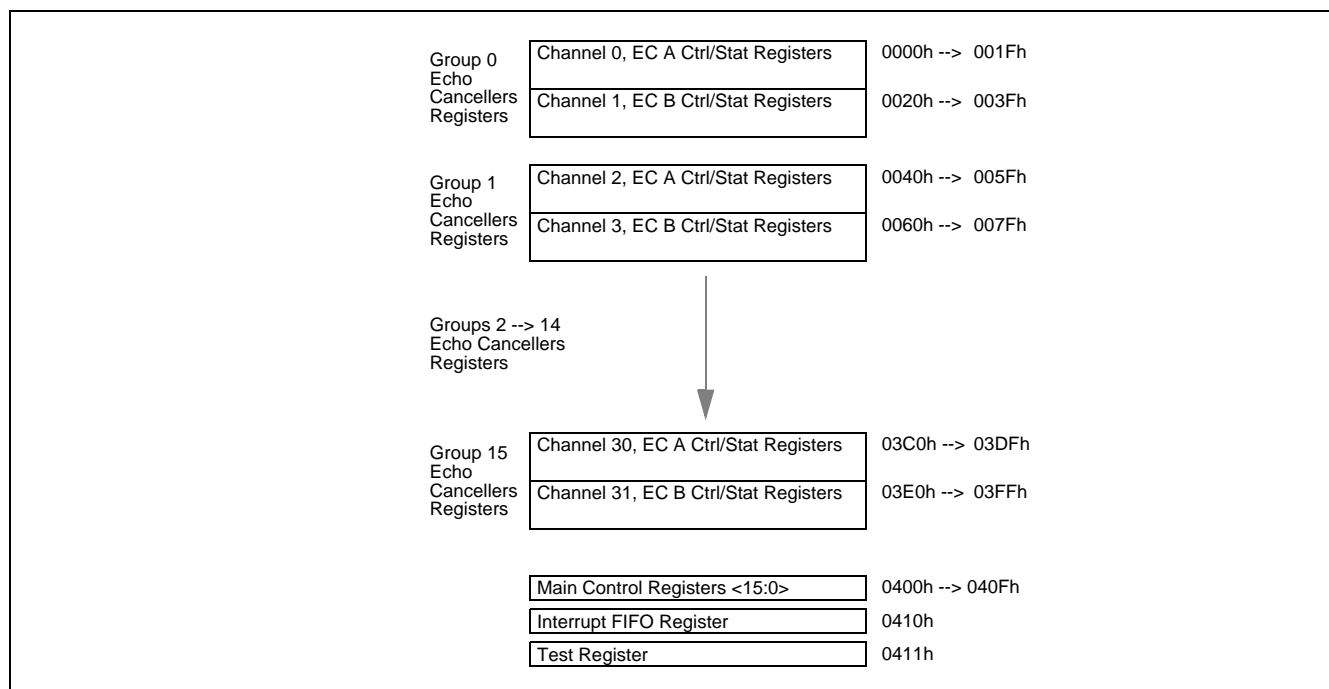 Group 0
Echo
Cancellers
Registers
Channel 0, EC A Ctrl/Stat Registers
0000h --> 001Fh
Channel 1, EC B Ctrl/Stat Registers
0020h --> 003Fh
Group 1
Echo
Cancellers
Registers
Channel 2, EC A Ctrl/Stat Registers
0040h --> 005Fh
Channel 3, EC B Ctrl/Stat Registers
0060h --> 007Fh
Groups 2 --> 14
Echo Cancellers
Registers
Group 15
Echo
Cancellers
Registers
Channel 30, EC A Ctrl/Stat Registers
03C0h --> 03DFh
Channel 31, EC B Ctrl/Stat Registers
03E0h --> 03FFh
Main Control Registers <15:0>
0400h --> 040Fh
Interrupt FIFO Register
0410h
Test Register
0411h